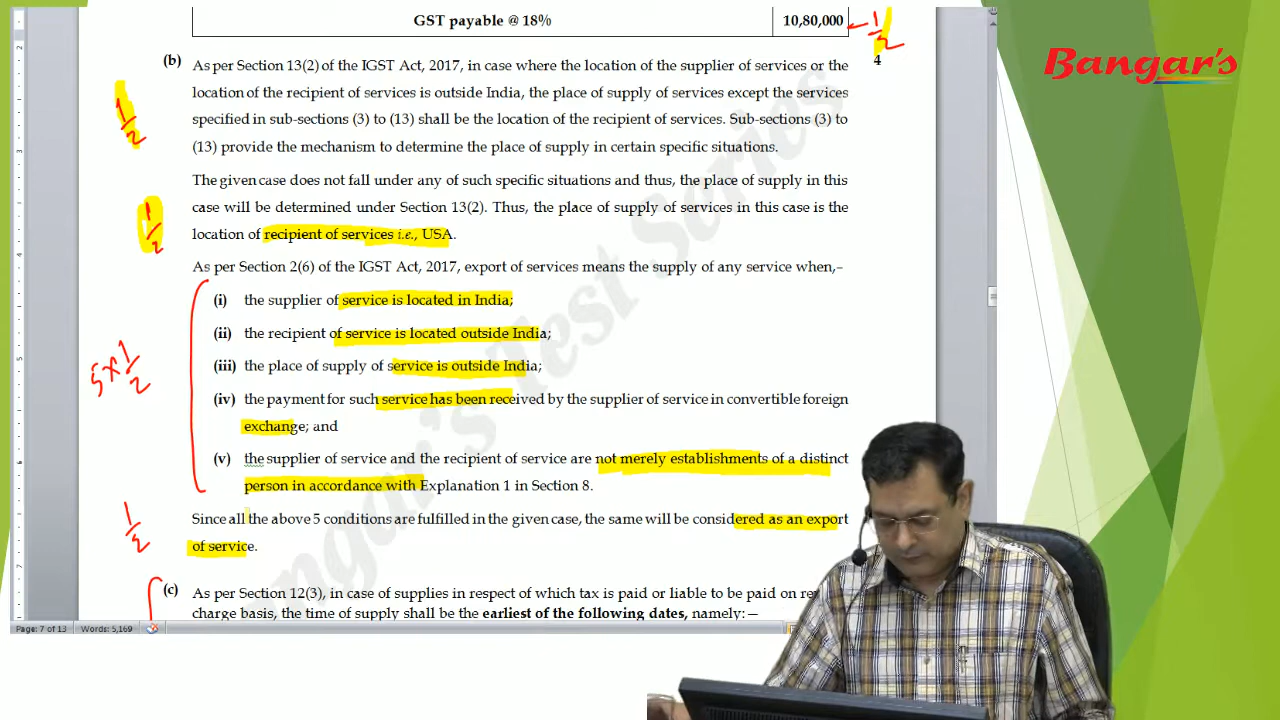 GST payable @ 18%
10,80,000
1/2
Bangar's
(b)
As per Section 13(2) of the IGST Act, 2017, in case where the location of the supplier of services or the
4
location of the recipient of services is outside India, the place of supply of services except the services
1/2
specified in sub-sections (3) to (13) shall be the location of the recipient of services. Sub-sections (3) to
(13) provide the mechanism to determine the place of supply in certain specific situations.
The given case does not fall under any of such specific situations and thus, the place of supply in this
case will be determined under Section 13(2). Thus, the place of supply of services in this case is the
1/2
location of recipient of services i.e., USA.
As per Section 2(6) of the IGST Act, 2017, export of services means the supply of any service when,–
(i) the supplier of service is located in India;
(ii) the recipient of service is located outside India;
(iii) the place of supply of service is outside India;
5 x 1/2
(iv) the payment for such service has been received by the supplier of service in convertible foreign
exchange; and
(v) the supplier of service and the recipient of service are not merely establishments of a distinct
person in accordance with Explanation 1 in Section 8.
Since all the above 5 conditions are fulfilled in the given case, the same will be considered as an export
1/2
of service.
(c)
As per Section 12(3), in case of supplies in respect of which tax is paid or liable to be paid on
charge basis, the time of supply shall be the earliest of the following dates, namely:—
Page: 7 of 13
Words: 5,169